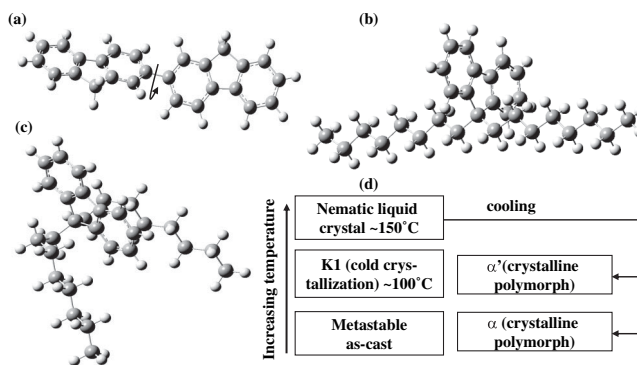 (a)
(b)
(c)
(d)
Increasing temperature
Nematic liquid
crystal ~150˚C
cooling
K1 (cold crys-
tallization) ~100˚C
α’(crystalline
polymorph)
Metastable
as-cast
α (crystalline
polymorph)